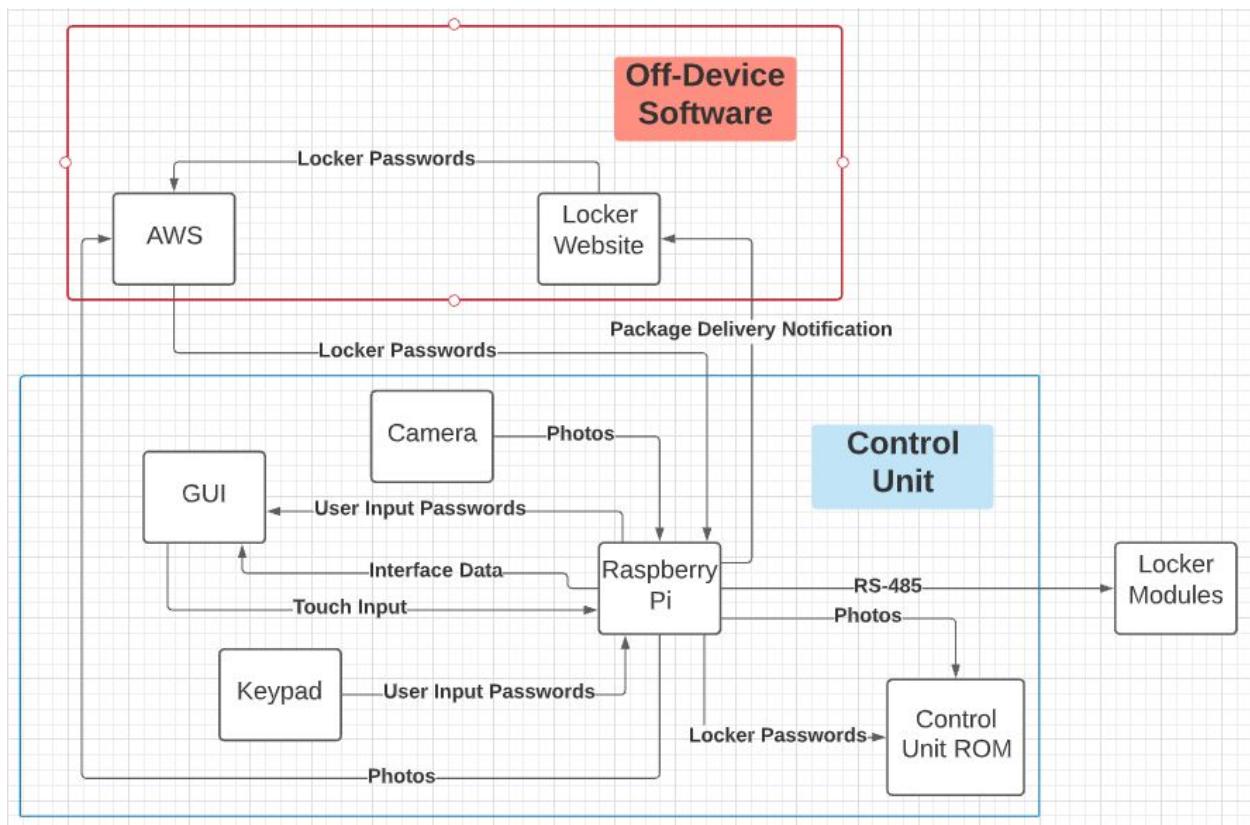 Off-Device
Software
Locker Passwords
AWS
Locker
Website
Package Delivery Notification
Locker Passwords
Camera
Photos
Control
Unit
GUI
User Input Passwords
Raspberry
Pi
Interface Data
Touch Input
RS-485
Locker
Modules
Photos
Keypad
User Input Passwords
Locker Passwords
Control
Unit ROM
Photos